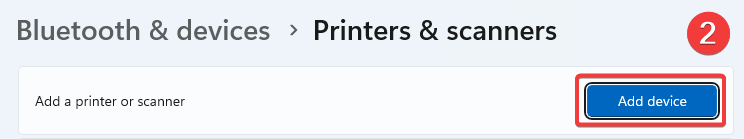 Bluetooth & devices > Printers & scanners
2
Add a printer or scanner
Add device